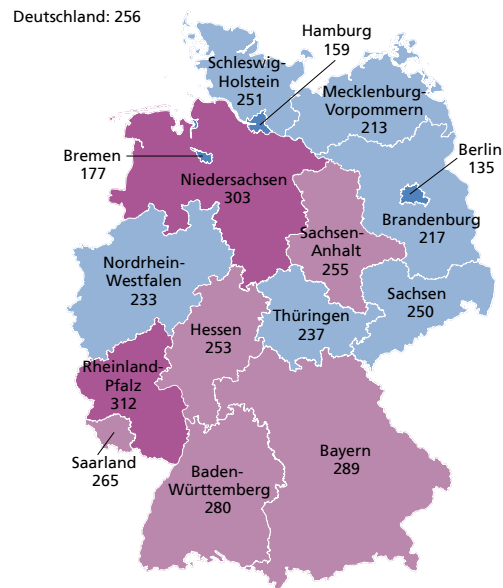 Deutschland: 256
Hamburg
159
Schleswig-
Holstein
251
Mecklenburg-
Vorpommern
213
Bremen
177
Berlin
135
Niedersachsen
303
Brandenburg
217
Sachsen-
Anhalt
255
Nordrhein-
Westfalen
233
Sachsen
250
Thüringen
237
Hessen
253
Rheinland-
Pfalz
312
Saarland
265
Bayern
289
Baden-
Württemberg
280